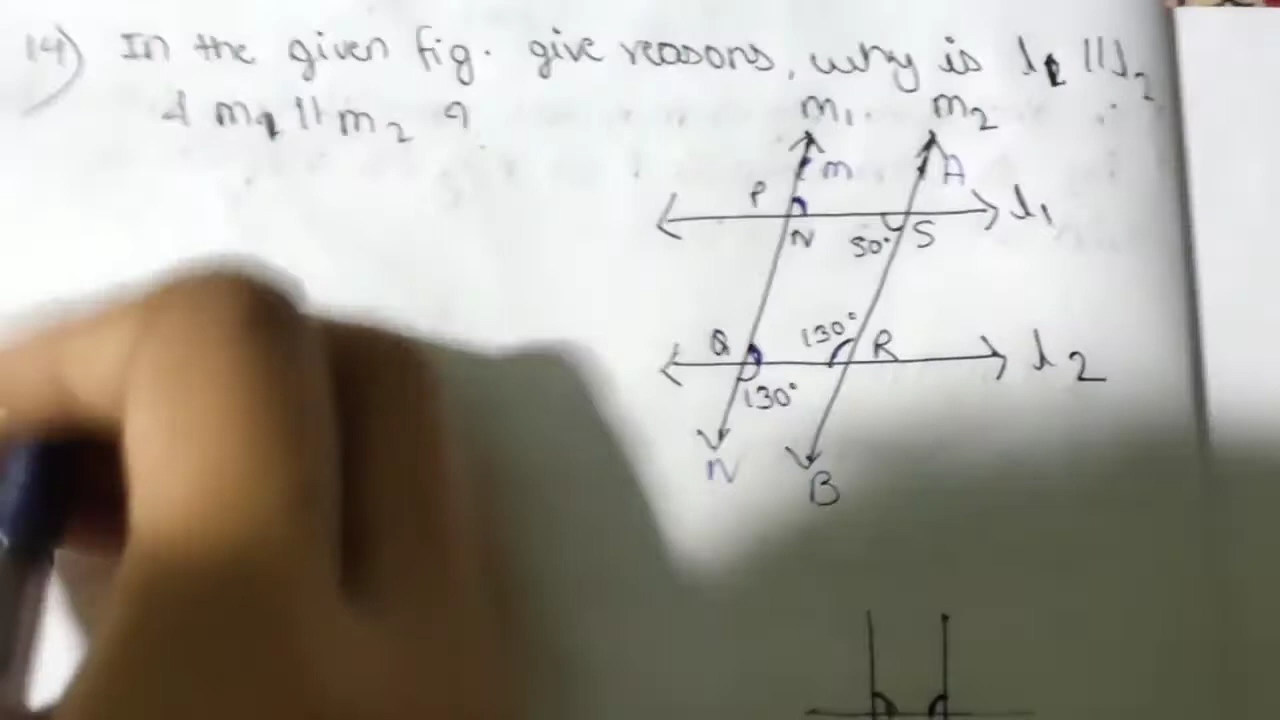 14) In the given fig. give reasons, why is l1 || l2
& m1 || m2 ?
m1. m2
m A
P l1
N 50° S
Q 130° R l2
130°
N B